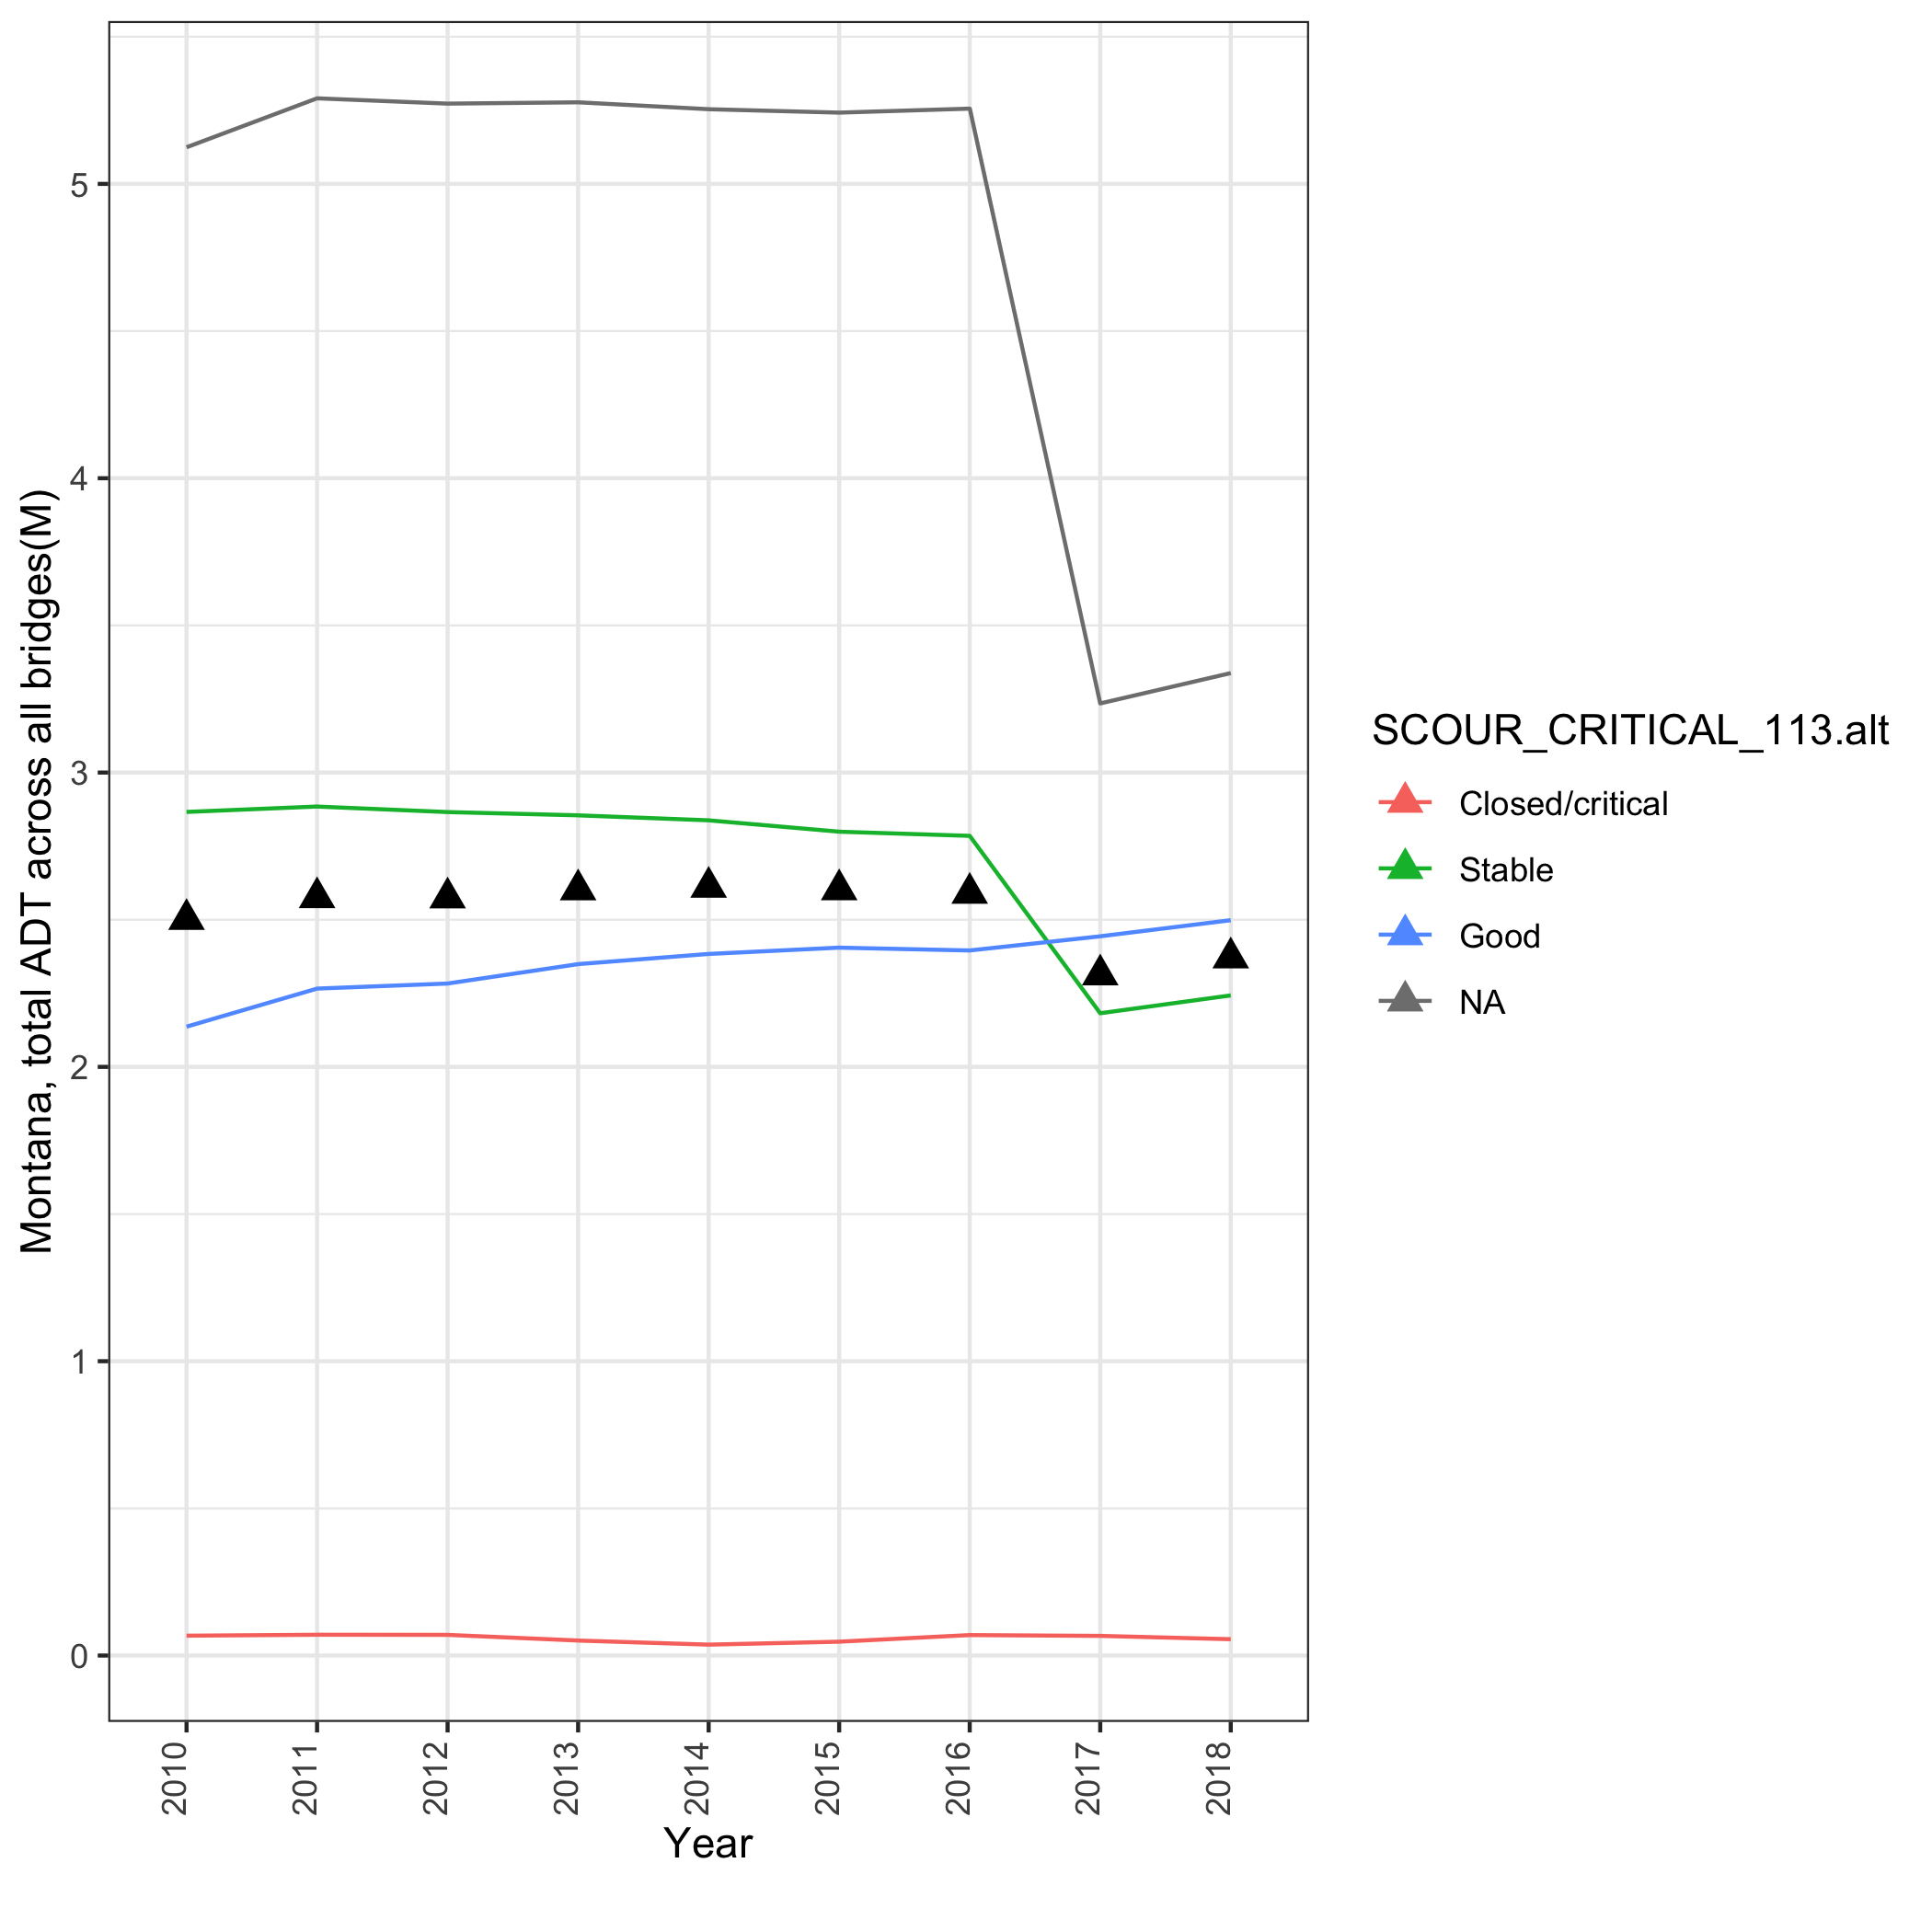 Montana, total ADT across all bridges(M)
5
4
3
2
1
0
2010
2011
2012
2013
2014
2015
2016
2017
2018
Year
SCOUR_CRITICAL_113.alt
Closed/critical
Stable
Good
NA